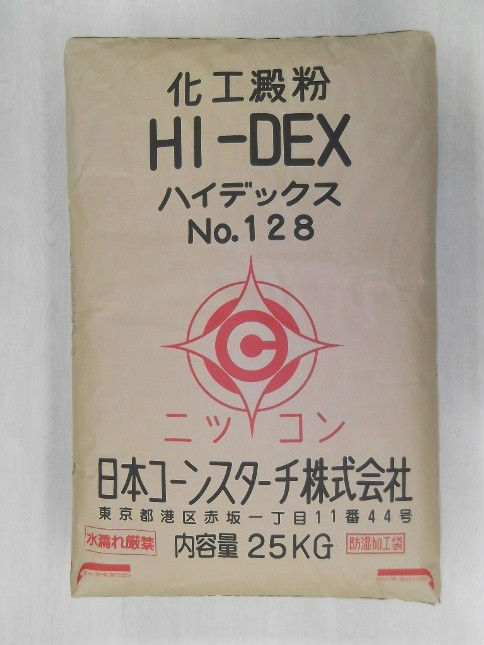 化工澱粉
HI-DEX
ハイデックス
No.128
C
ニッコン
日本コーンスターチ株式会社
東京都港区赤坂一丁目11番44号
水濡れ厳禁 内容量 25KG 防湿加工袋